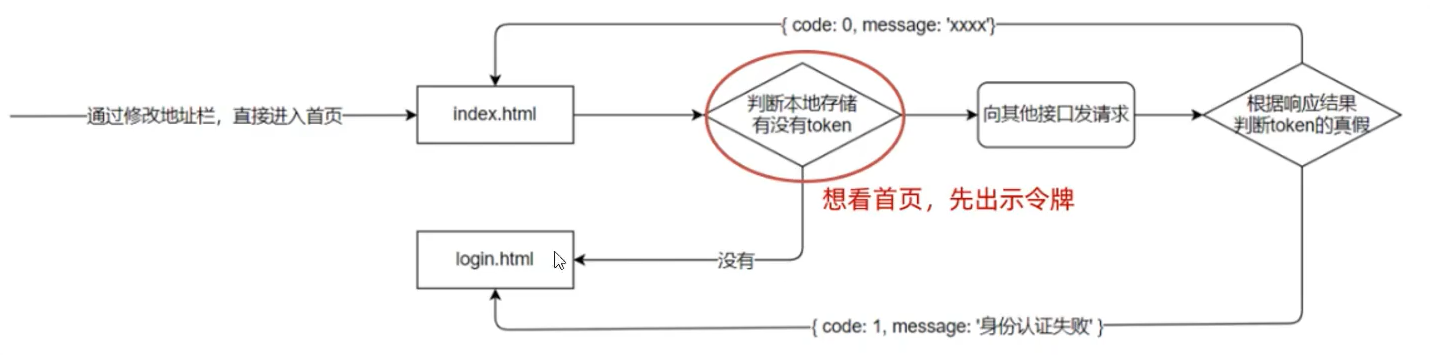 { code: 0, message: 'xxxx'}
通过修改地址栏，直接进入首页
index.html
判断本地存储
有没有token
向其他接口发请求
根据响应结果
判断token的真假
想看首页，先出示令牌
login.html
没有
{ code: 1, message: '身份认证失败' }